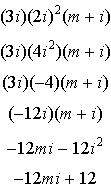 (3i)(2i)²(m + i)
(3i)(4i²)(m + i)
(3i)(−4)(m + i)
(−12i)(m + i)
−12mi − 12i²
−12mi + 12